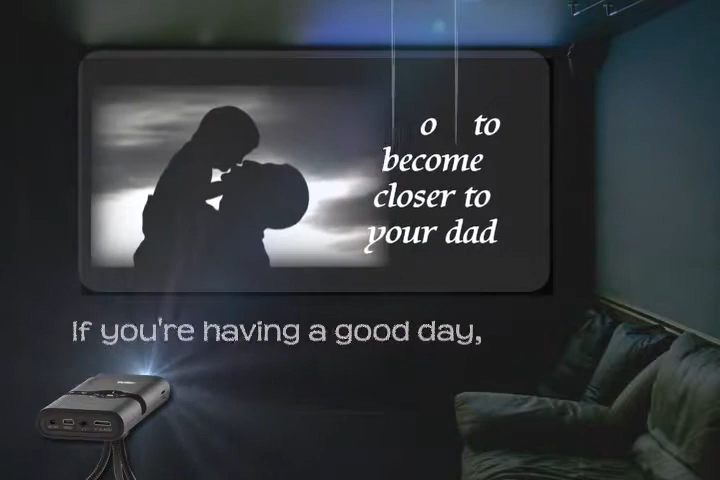 o to
become
closer to
your dad
If you're having a good day,